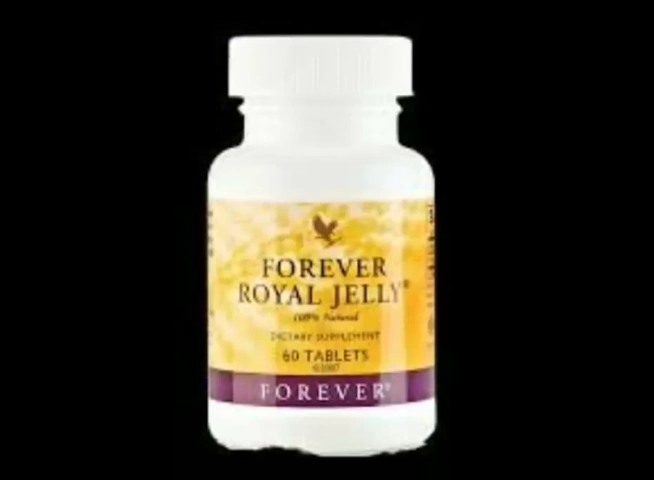 FOREVER
ROYAL JELLY®
100% Natural
DIETARY SUPPLEMENT
60 TABLETS
FOREVER®